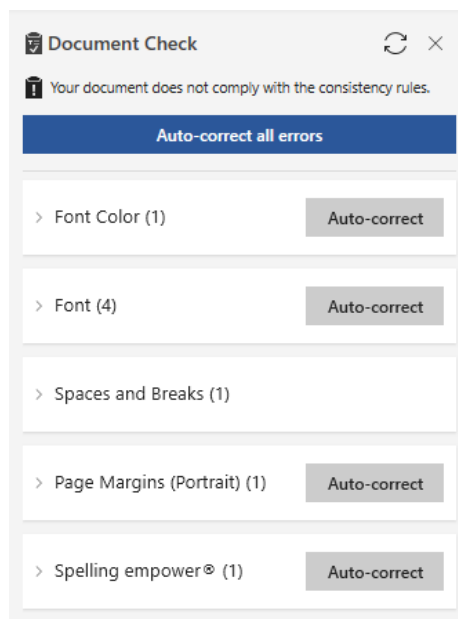 Document Check
Your document does not comply with the consistency rules.
Auto-correct all errors
Font Color (1) Auto-correct
Font (4) Auto-correct
Spaces and Breaks (1)
Page Margins (Portrait) (1) Auto-correct
Spelling empower® (1) Auto-correct